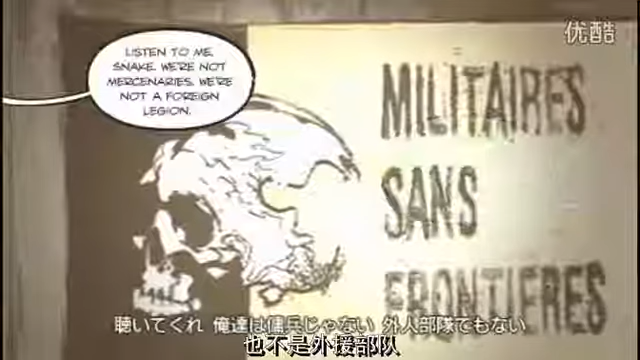 优酷
LISTEN TO ME,
SNAKE. WE'RE NOT
MERCENARIES. WE'RE
NOT A FOREIGN
LEGION.
MILITAIRES
SANS
FRONTIERES
聴いてくれ 俺達は傭兵じゃない 外人部隊でもない
也不是外援部队